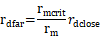 r_dfar = r_mcrit / r_m r_dclose